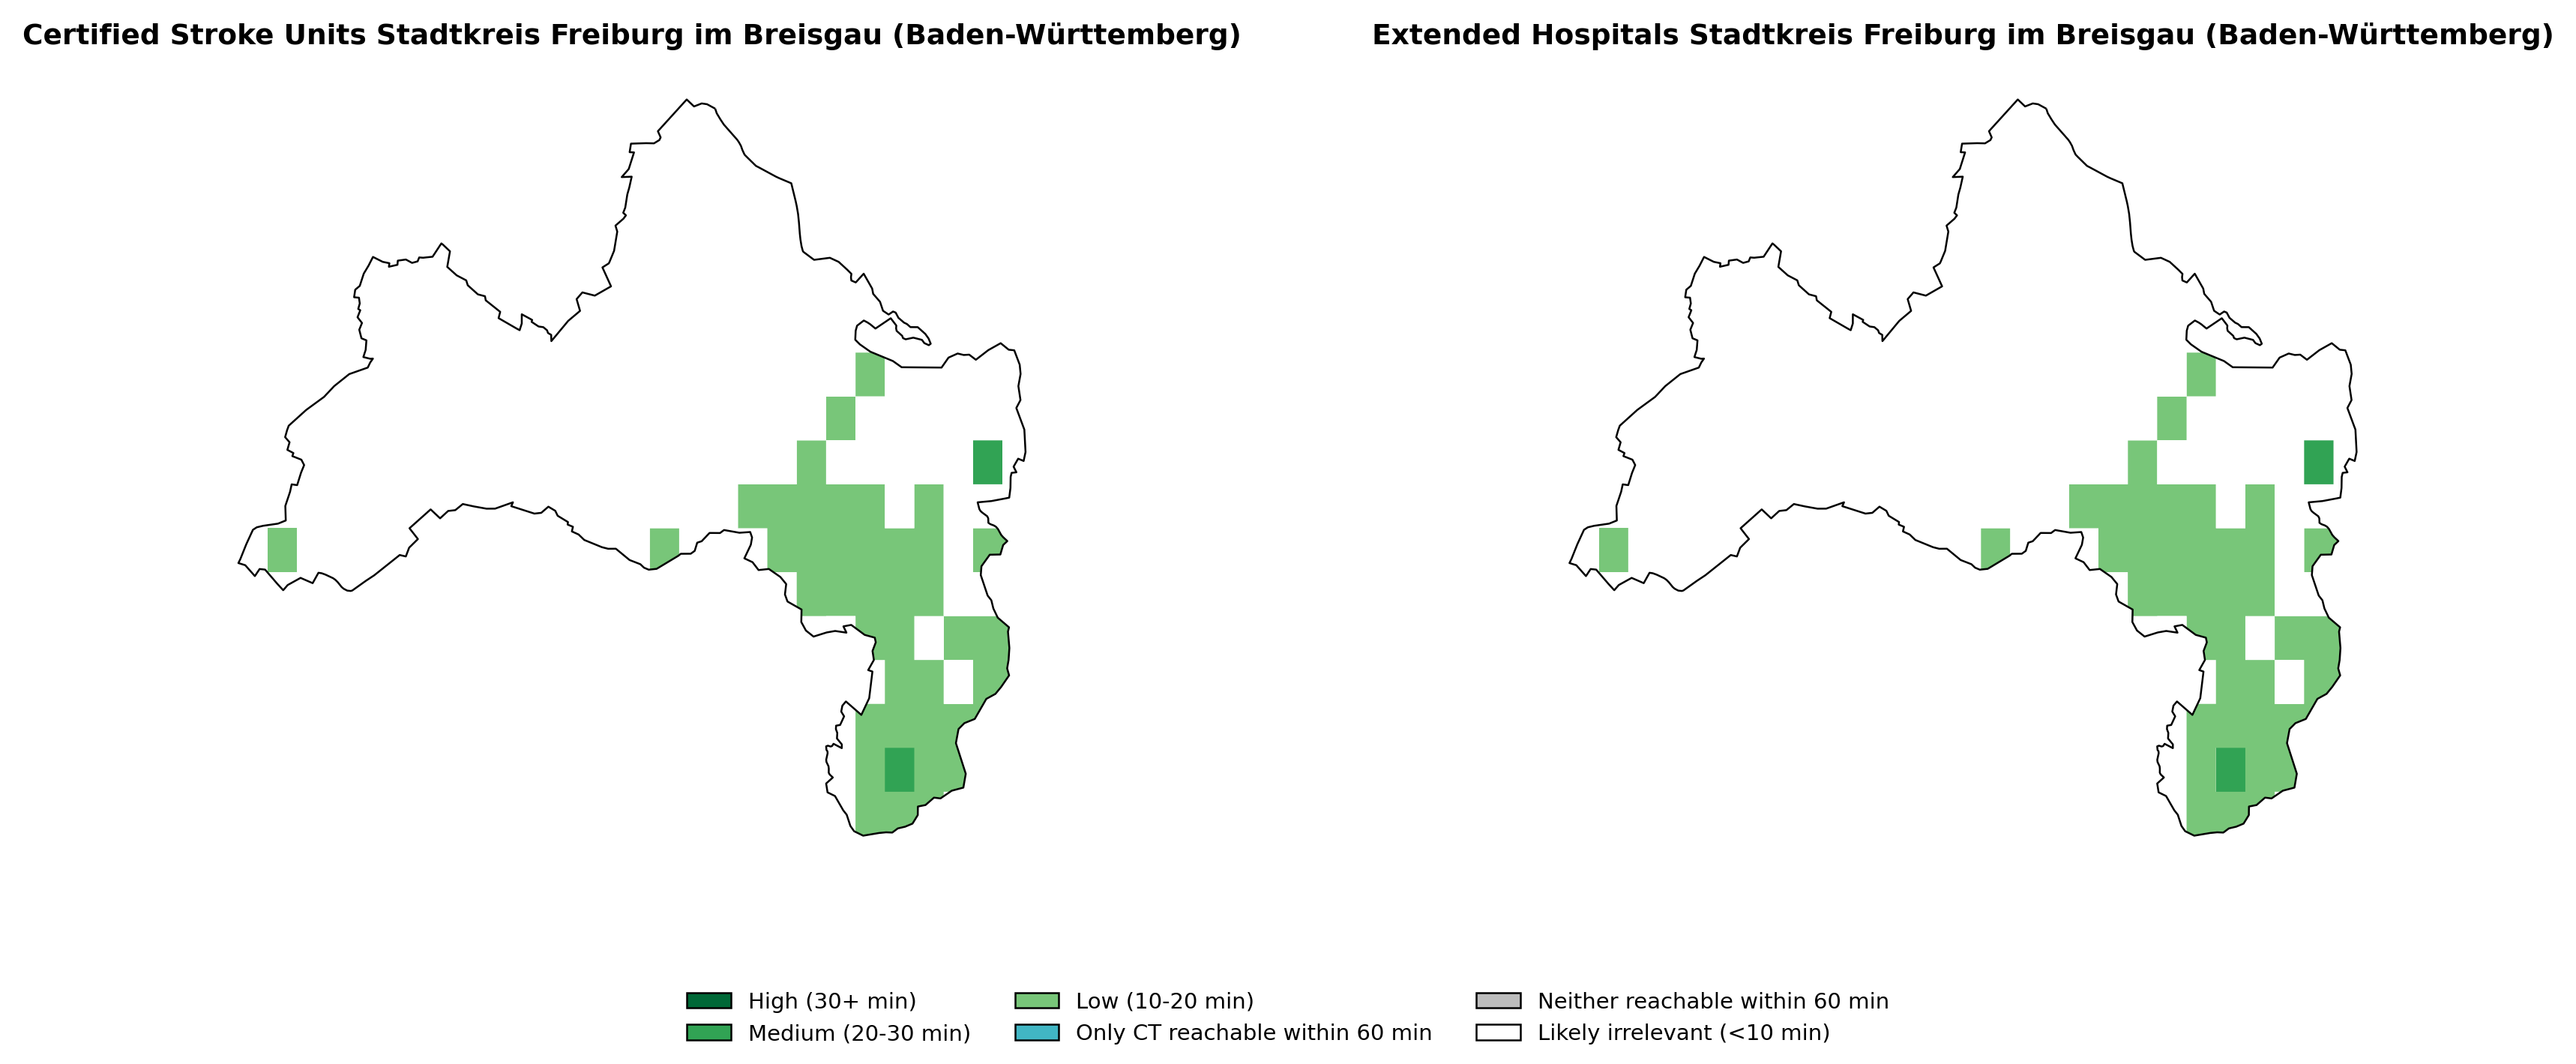 Certified Stroke Units Stadtkreis Freiburg im Breisgau (Baden-Württemberg)
Extended Hospitals Stadtkreis Freiburg im Breisgau (Baden-Württemberg)
High (30+ min)
Medium (20-30 min)
Low (10-20 min)
Only CT reachable within 60 min
Neither reachable within 60 min
Likely irrelevant (<10 min)